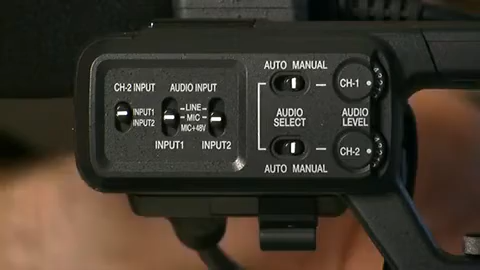 CH-2 INPUT
INPUT1
INPUT2
AUDIO INPUT
LINE
MIC
MIC+48V
INPUT1
INPUT2
AUTO MANUAL
CH-1
AUDIO
SELECT
AUDIO
LEVEL
CH-2
AUTO MANUAL